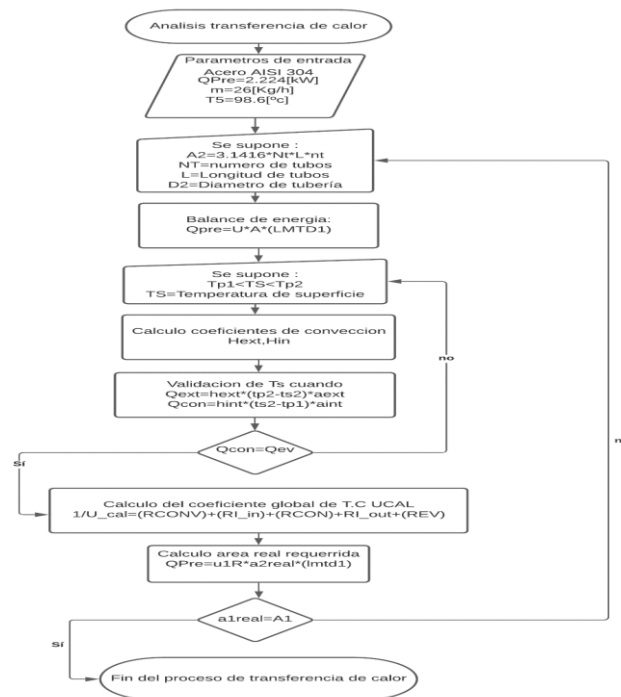 Analisis transferencia de calor
Parametros de entrada
Acero AISI 304
QPre=2.224[kW]
m=26[Kg/h]
T5=98.6[ºc]
Se supone :
A2=3.1416*Nt*L*nt
NT=numero de tubos
L=Longitud de tubos
D2=Diametro de tubería
Balance de energia:
Qpre=U*A*(LMTD1)
Se supone :
Tp1<TS<Tp2
TS=Temperatura de superficie
Calculo coeficientes de conveccion
Hext,Hin
no
Validacion de Ts cuando
Qext=hext*(tp2-ts2)*aext
Qcon=hint*(ts2-tp1)*aint
n
Qcon=Qev
Sí
Calculo del coeficiente global de T.C UCAL
1/U_cal=(RCONV)+(RI_in)+(RCON)+RI_out+(REV)
Calculo area real requerrida
QPre=u1R*a2real*(lmtd1)
a1real=A1
Sí
Fin del proceso de transferencia de calor